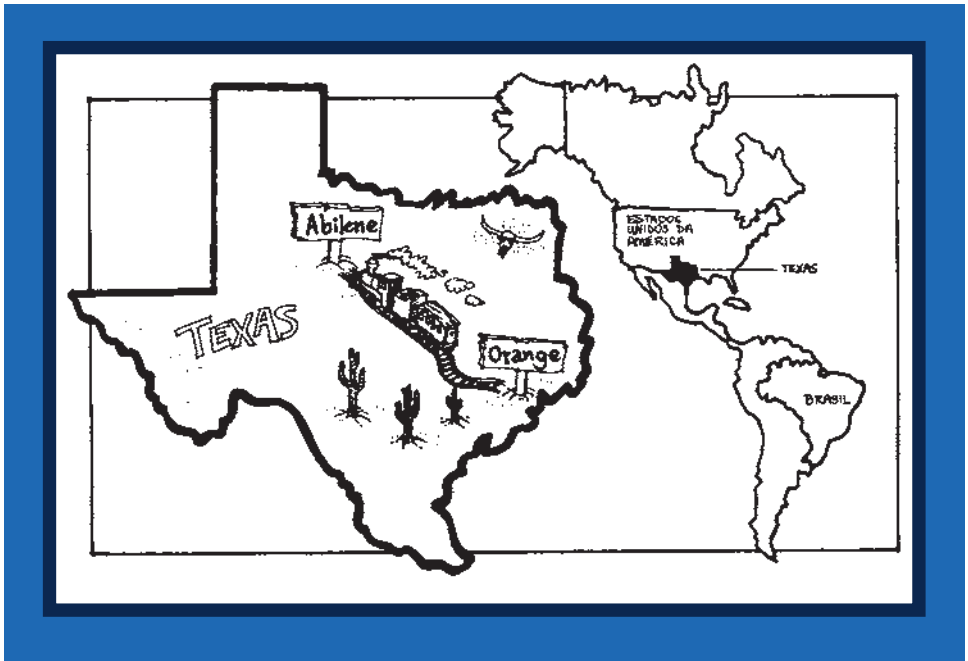 Abilene
TEXAS
Orange
ESTADOS
UNIDOS DA
AMÉRICA
TEXAS
BRASIL